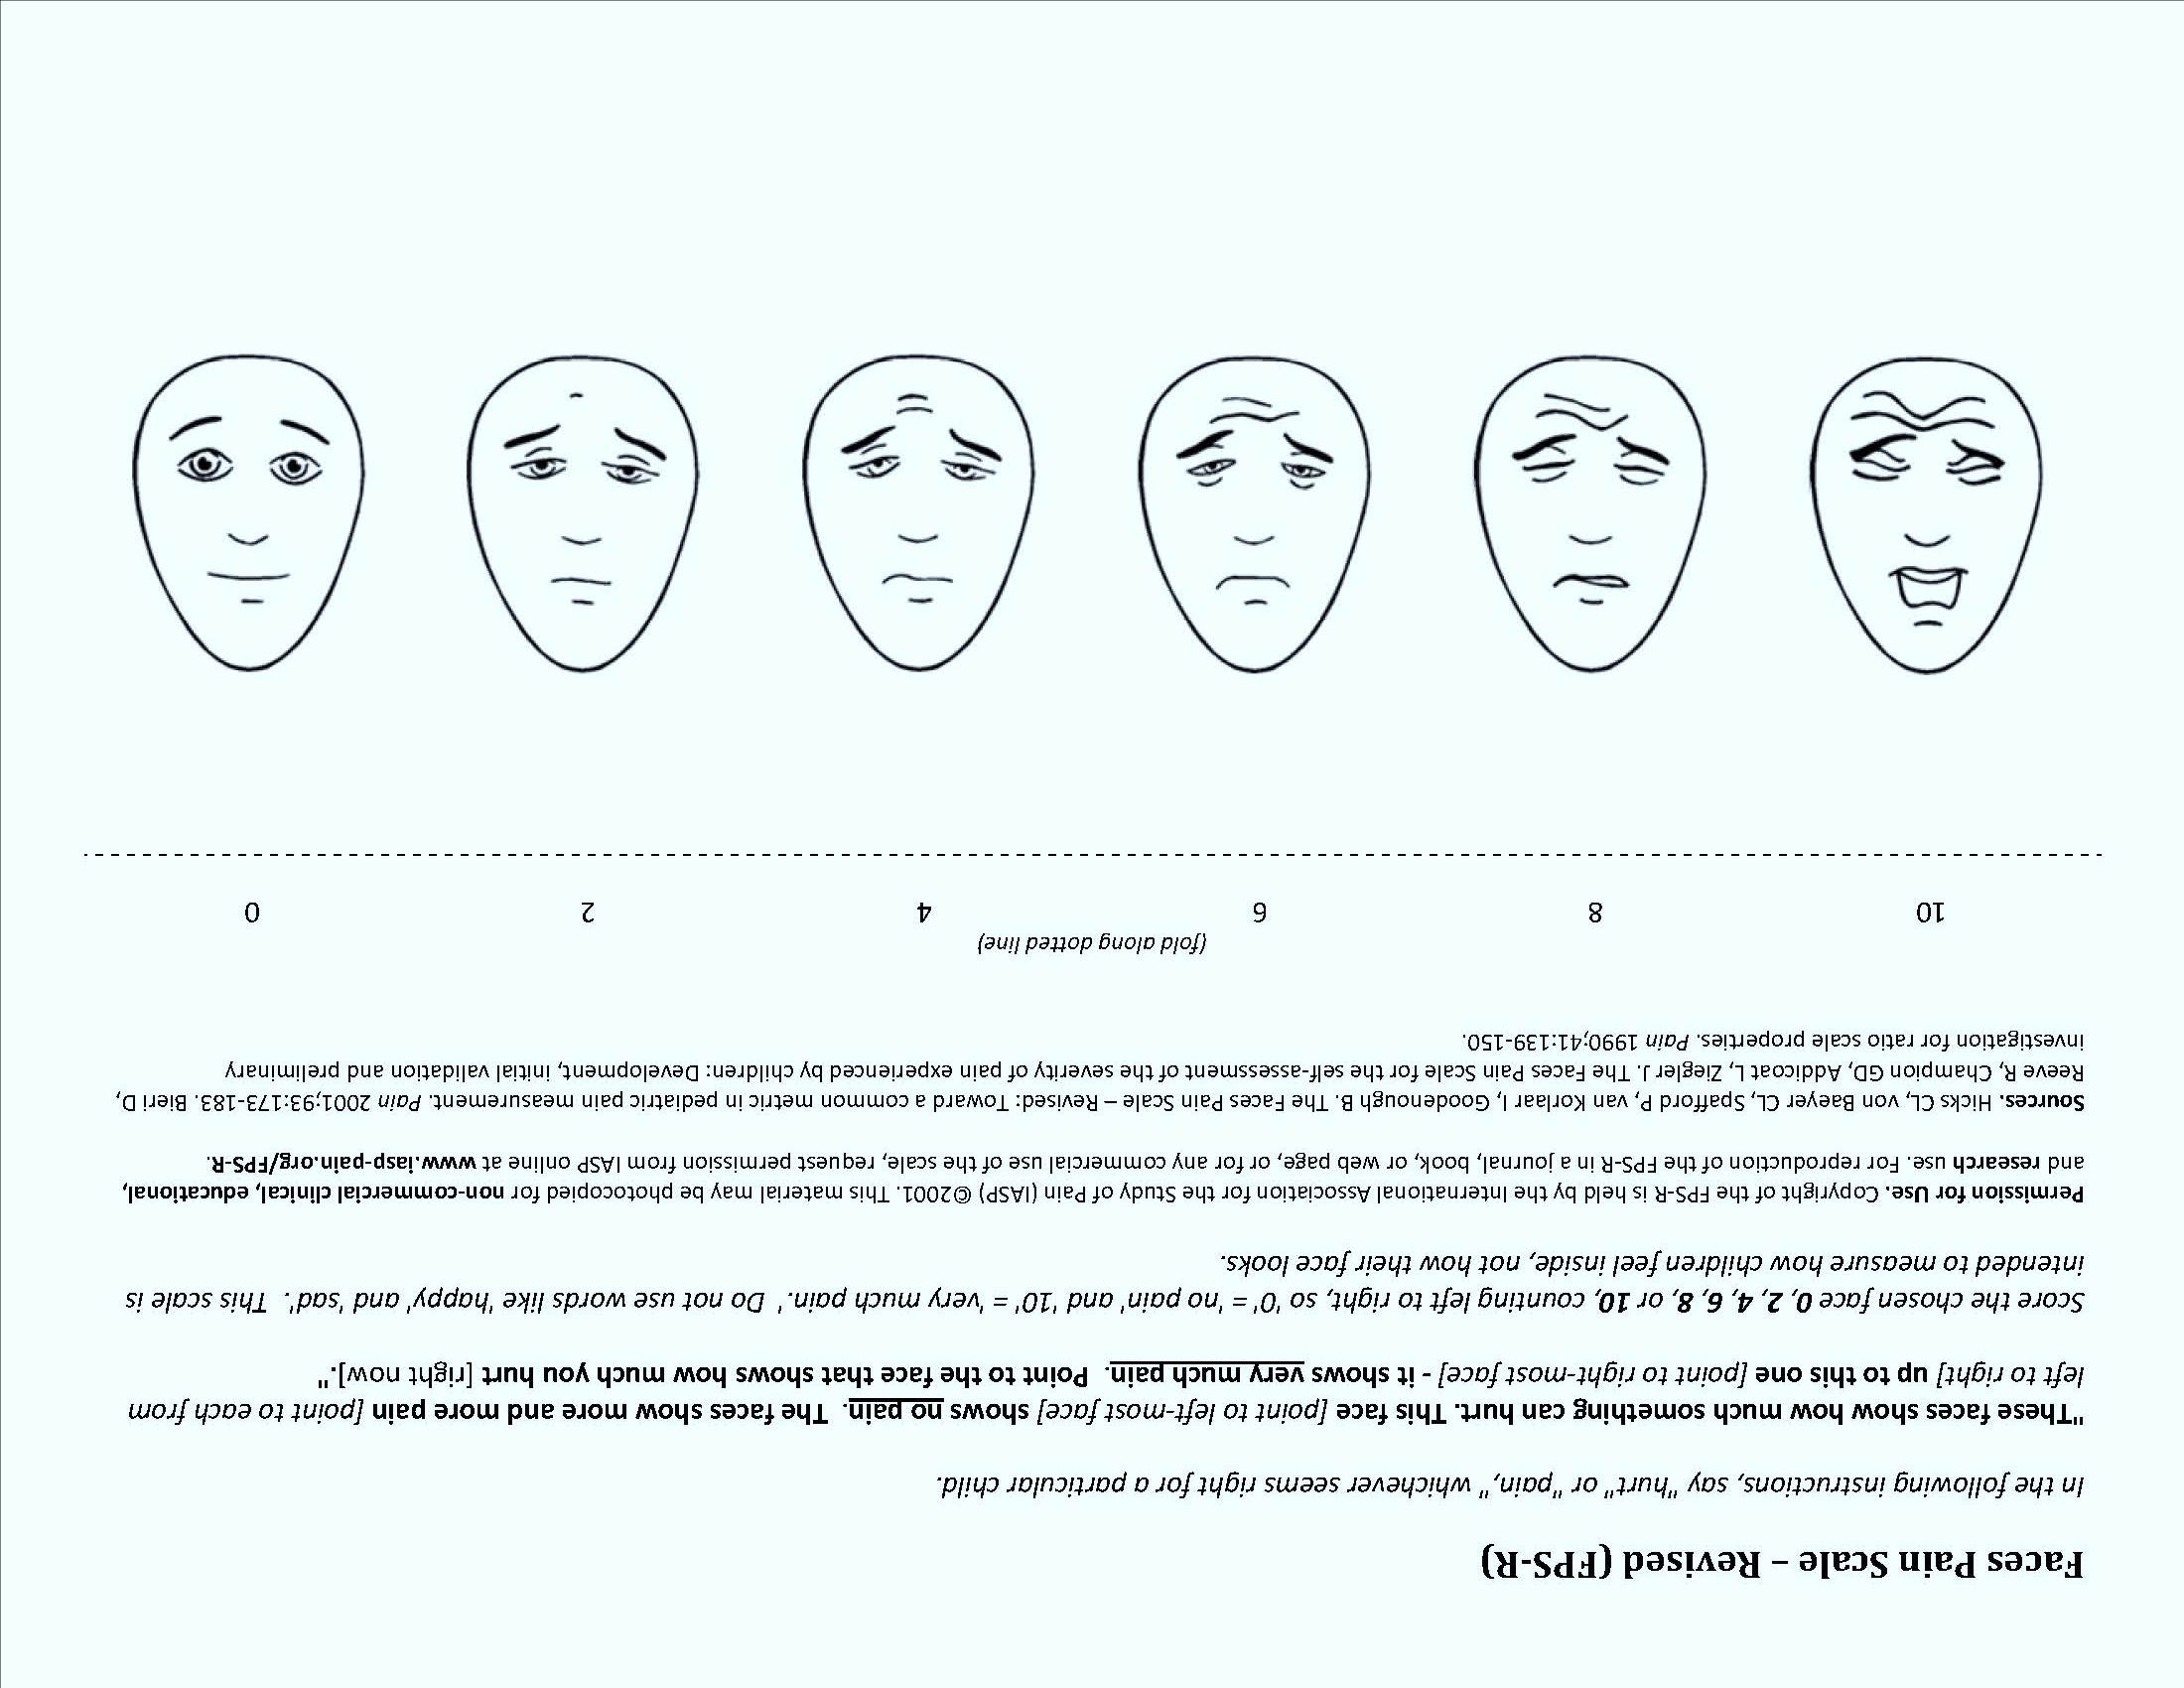 Faces Pain Scale – Revised (FPS-R)
In the following instructions, say "hurt" or "pain," whichever seems right for a particular child.
"These faces show how much something can hurt. This face [point to left-most face] shows no pain. The faces show more and more pain [point to each from
left to right] up to this one [point to right-most face] - it shows very much pain. Point to the face that shows how much you hurt [right now]."
Score the chosen face 0, 2, 4, 6, 8, or 10, counting left to right, so '0' = 'no pain' and '10' = 'very much pain.' Do not use words like 'happy' and 'sad'. This scale is
intended to measure how children feel inside, not how their face looks.
Permission for Use. Copyright of the FPS-R is held by the International Association for the Study of Pain (IASP) ©2001. This material may be photocopied for non-commercial clinical, educational,
and research use. For reproduction of the FPS-R in a journal, book, or web page, or for any commercial use of the scale, request permission from IASP online at www.iasp-pain.org/FPS-R.
Sources. Hicks CL, von Baeyer CL, Spafford P, van Korlaar I, Goodenough B. The Faces Pain Scale – Revised: Toward a common metric in pediatric pain measurement. Pain 2001;93:173-183. Bieri D,
Reeve R, Champion GD, Addicoat L, Ziegler J. The Faces Pain Scale for the self-assessment of the severity of pain experienced by children: Development, initial validation and preliminary
investigation for ratio scale properties. Pain 1990;41:139-150.
(fold along dotted line)
10 8 6 4 2 0